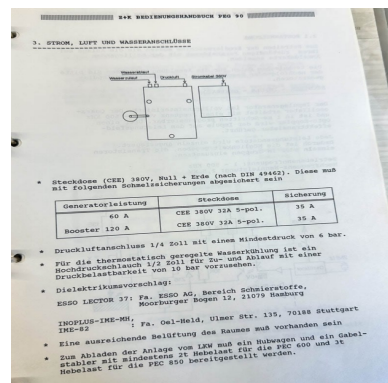 Z+K BEDIENUNGSHANDBUCH PEG 90
3. STROM, LUFT UND WASSERANSCHLÜSSE
Wasserablauf
Wasserzulauf Druckluft Stromkabel 380V
* Steckdose (CEE) 380V, Null + Erde (nach DIN 49462). Diese muß
mit folgenden Schmelzsicherungen abgesichert sein
Generatorleistung Steckdose Sicherung
60 A CEE 380V 32A 5-pol. 35 A
Booster 120 A CEE 380V 32A 5-pol. 35 A
* Druckluftanschluss 1/4 Zoll mit einem Mindestdruck von 6 bar.
* Für die thermostatisch geregelte Wasserkühlung ist ein
Hochdruckschlauch 1/2 Zoll für Zu- und Ablauf mit einer
Druckbelastbarkeit von 10 bar vorzusehen.
* Dielektrikumsvorschlag:
ESSO LECTOR 37: Fa. ESSO AG, Bereich Schmierstoffe,
Moorburger Bogen 12, 21079 Hamburg
INOPLUS-IME-MH,
IME-82 : Fa. Oel-Held, Ulmer Str. 135, 70188 Stuttgart
* Eine ausreichende Belüftung des Raumes muß vorhanden sein
* Zum Abladen der Anlage vom LKW muß ein Hubwagen und ein Gabel-
stabler mit mindestens 2t Hebelast für die PEC 600 und 3t
Hebelast für die PEC 850 bereitgestellt werden.